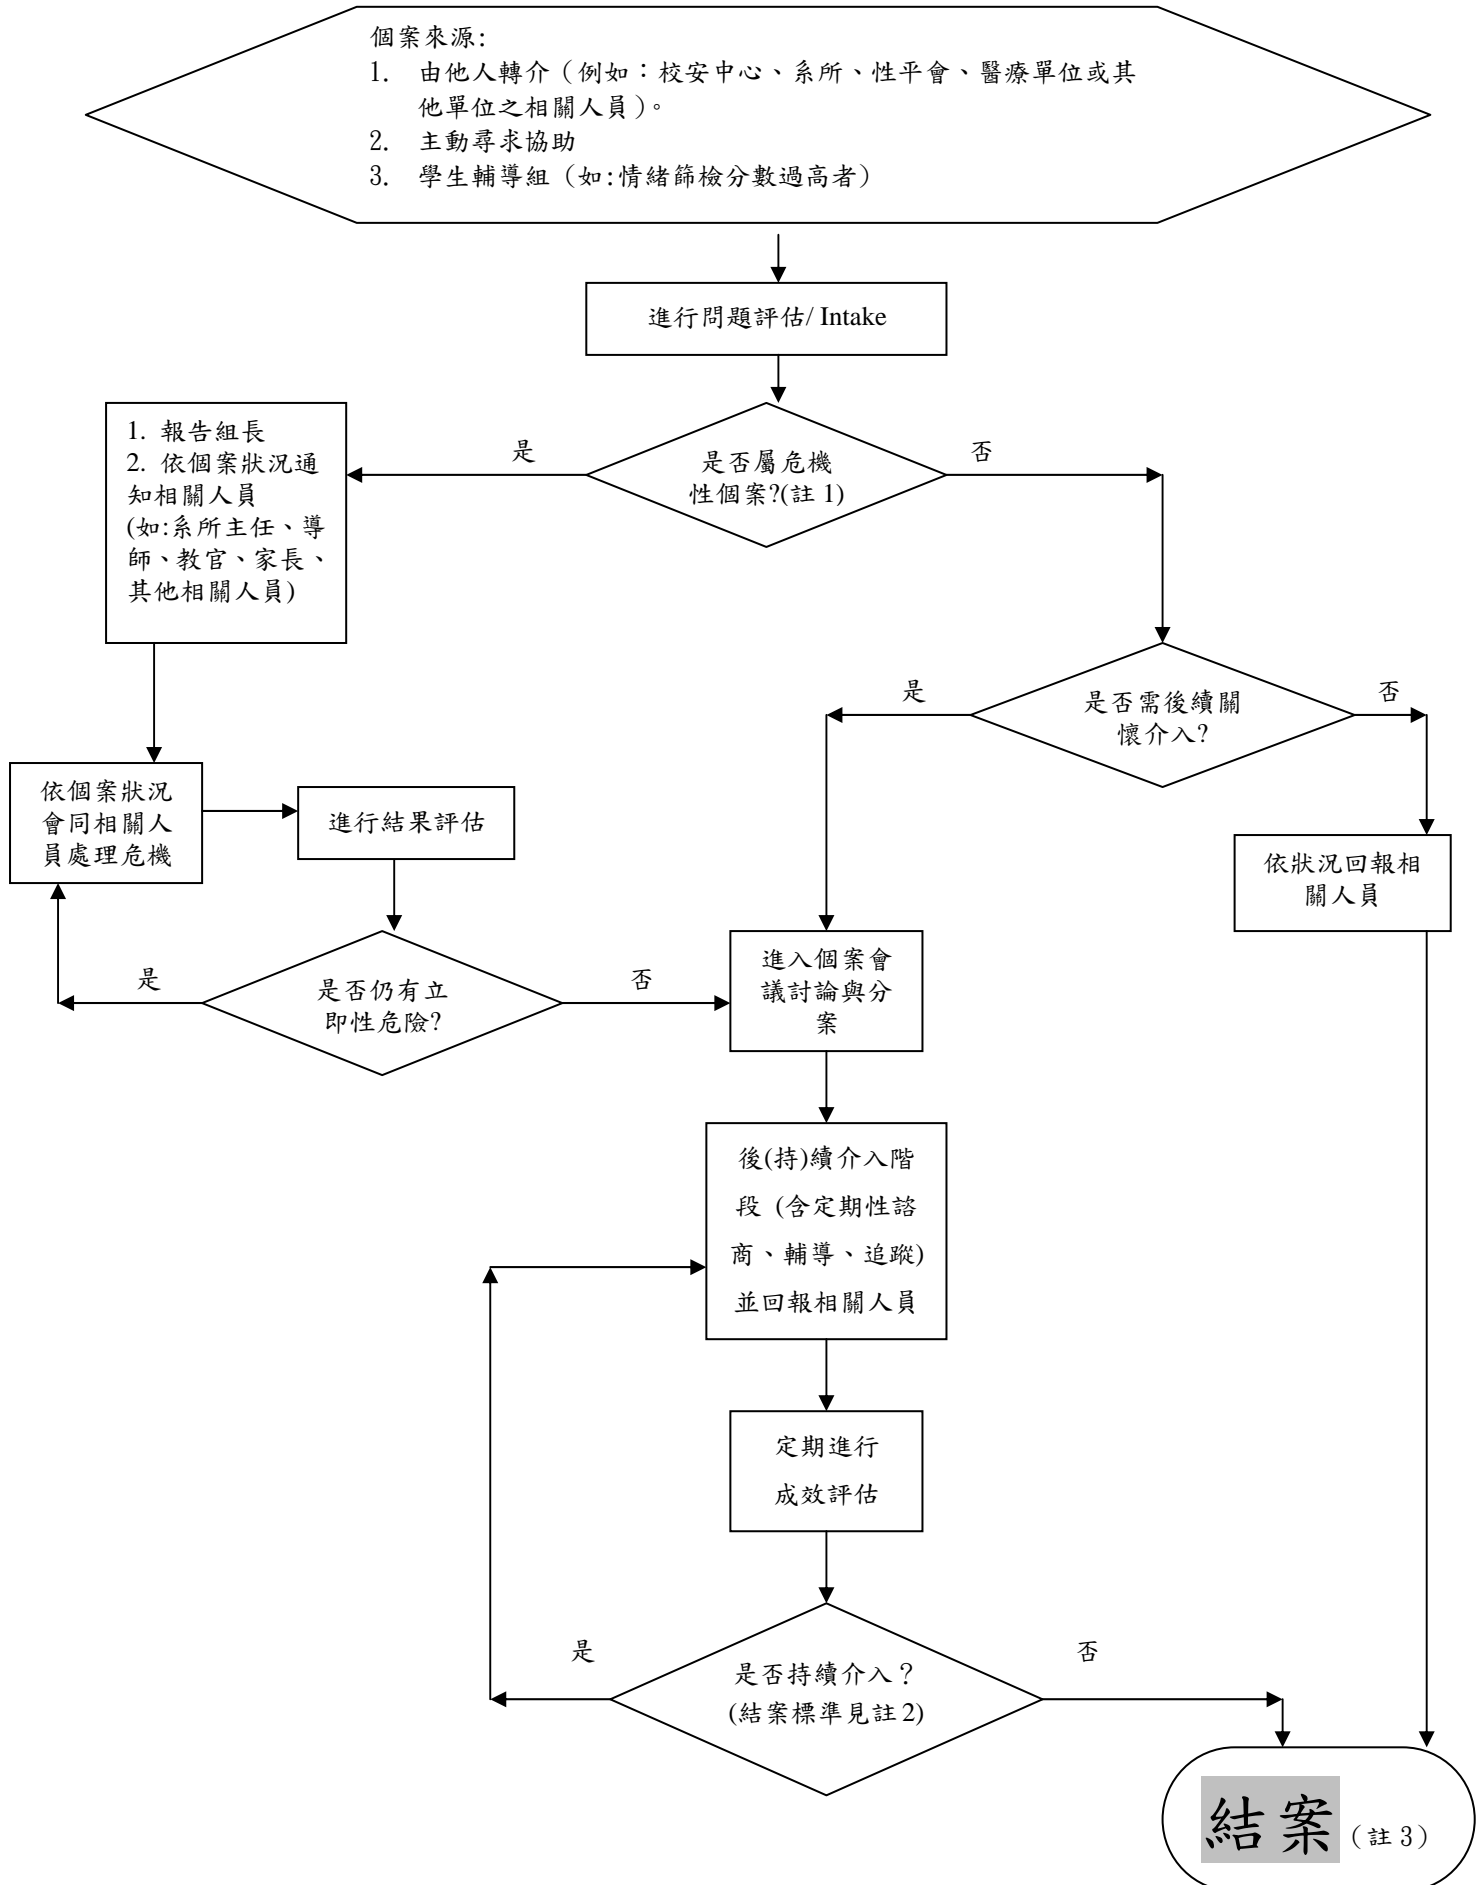 個案來源:
1. 由他人轉介（例如：校安中心、系所、性平會、醫療單位或其
他單位之相關人員）。
2. 主動尋求協助
3. 學生輔導組（如:情緒篩檢分數過高者）
進行問題評估/ Intake
1. 報告組長
2. 依個案狀況通
知相關人員
(如:系所主任、導
師、教官、家長、
其他相關人員)
是
是否屬危機
性個案?(註 1)
否
是
是否需後續關
懷介入?
否
依個案狀況
會同相關人
員處理危機
進行結果評估
依狀況回報相
關人員
是
是否仍有立
即性危險?
否
進入個案會
議討論與分
案
後(持)續介入階
段 (含定期性諮
商、輔導、追蹤)
並回報相關人員
定期進行
成效評估
是
是否持續介入？
(結案標準見註 2)
否
結案（註 3）